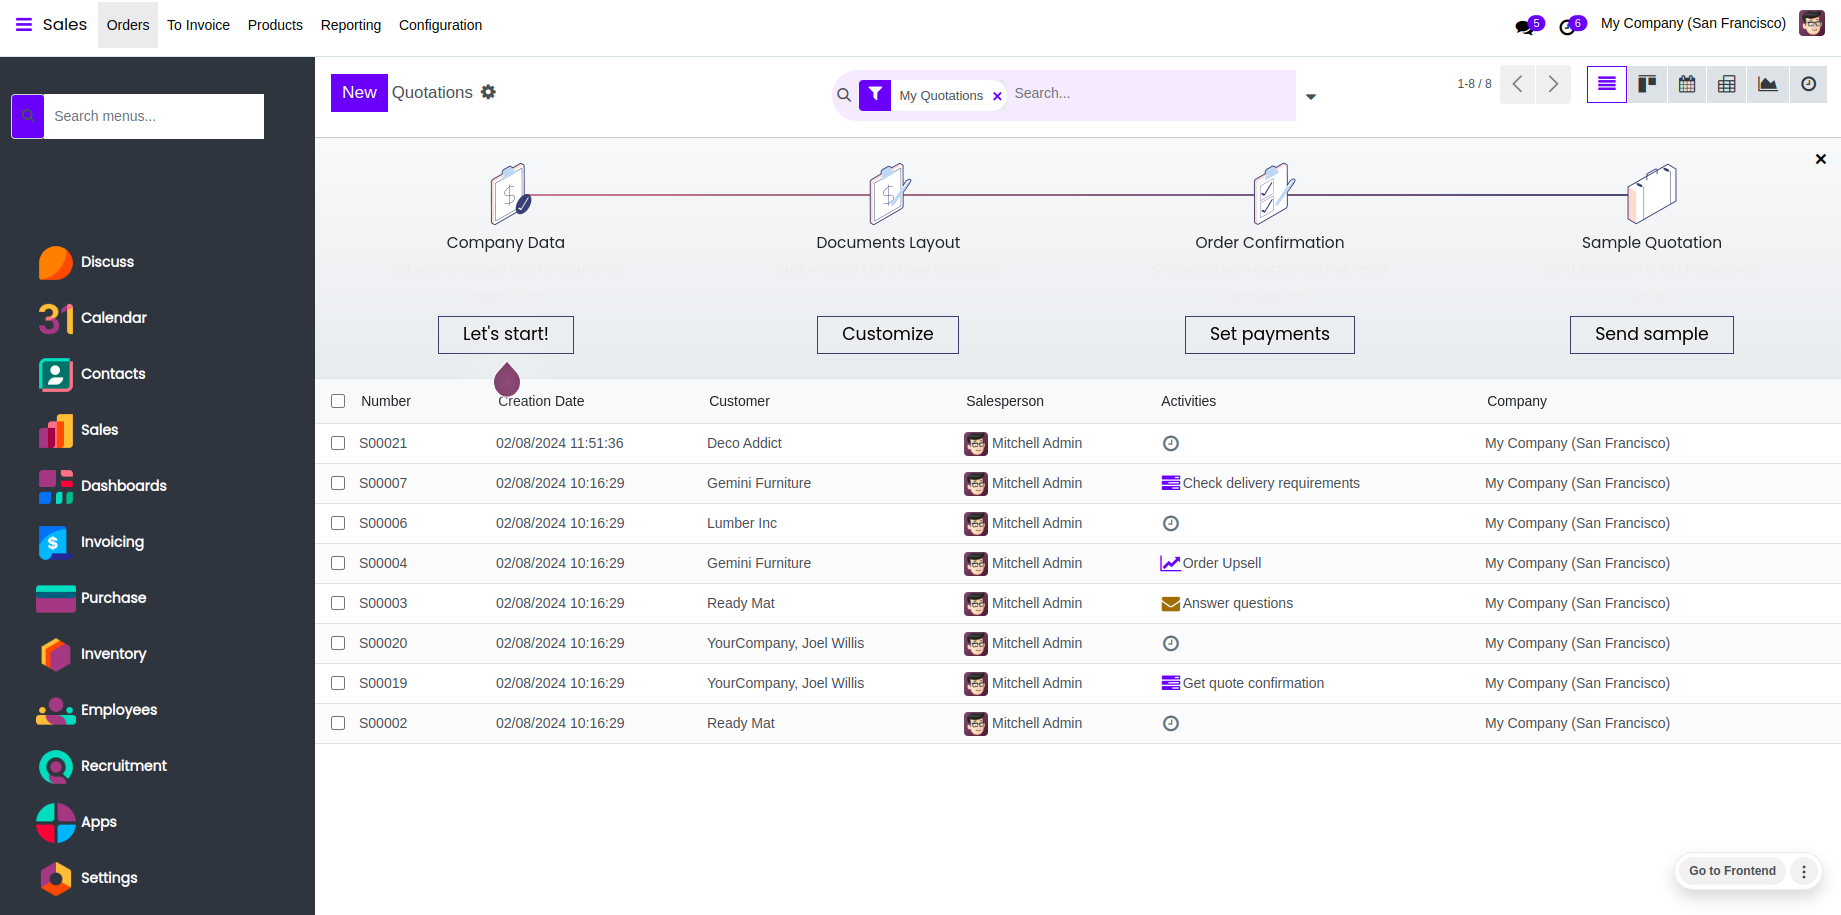 Sales Orders To Invoice Products Reporting Configuration 5 6 My Company (San Francisco)
Search menus...
New Quotations My Quotations × Search... 1-8 / 8
Discuss
Calendar
Contacts
Sales
Dashboards
Invoicing
Purchase
Inventory
Employees
Recruitment
Apps
Settings
Company Data Documents Layout Order Confirmation Sample Quotation
Let's start! Customize Set payments Send sample
Number Creation Date Customer Salesperson Activities Company
S00021 02/08/2024 11:51:36 Deco Addict Mitchell Admin My Company (San Francisco)
S00007 02/08/2024 10:16:29 Gemini Furniture Mitchell Admin Check delivery requirements My Company (San Francisco)
S00006 02/08/2024 10:16:29 Lumber Inc Mitchell Admin My Company (San Francisco)
S00004 02/08/2024 10:16:29 Gemini Furniture Mitchell Admin Order Upsell My Company (San Francisco)
S00003 02/08/2024 10:16:29 Ready Mat Mitchell Admin Answer questions My Company (San Francisco)
S00020 02/08/2024 10:16:29 YourCompany, Joel Willis Mitchell Admin My Company (San Francisco)
S00019 02/08/2024 10:16:29 YourCompany, Joel Willis Mitchell Admin Get quote confirmation My Company (San Francisco)
S00002 02/08/2024 10:16:29 Ready Mat Mitchell Admin My Company (San Francisco)
Go to Frontend